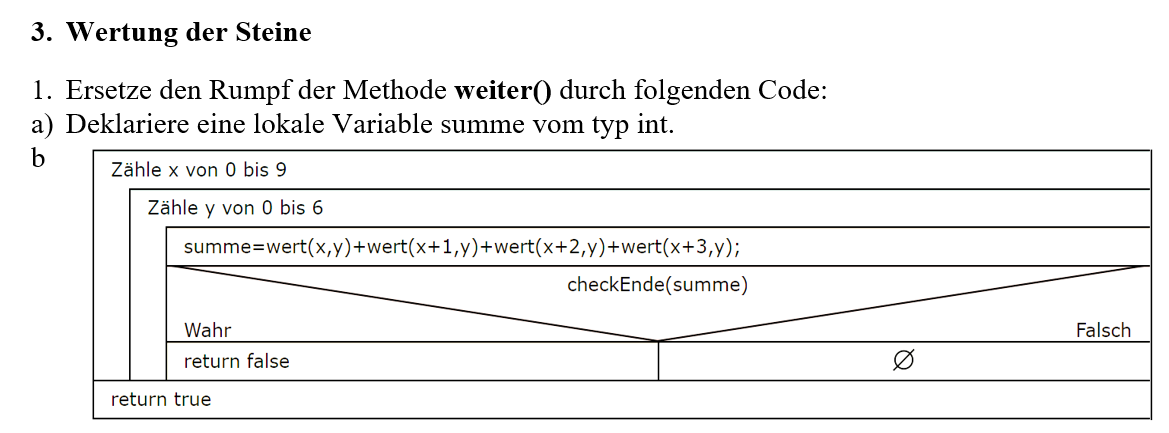 3. Wertung der Steine
1. Ersetze den Rumpf der Methode weiter() durch folgenden Code:
a) Deklariere eine lokale Variable summe vom typ int.
b
Zähle x von 0 bis 9
Zähle y von 0 bis 6
summe=wert(x,y)+wert(x+1,y)+wert(x+2,y)+wert(x+3,y);
checkEnde(summe)
Wahr Falsch
return false ∅
return true